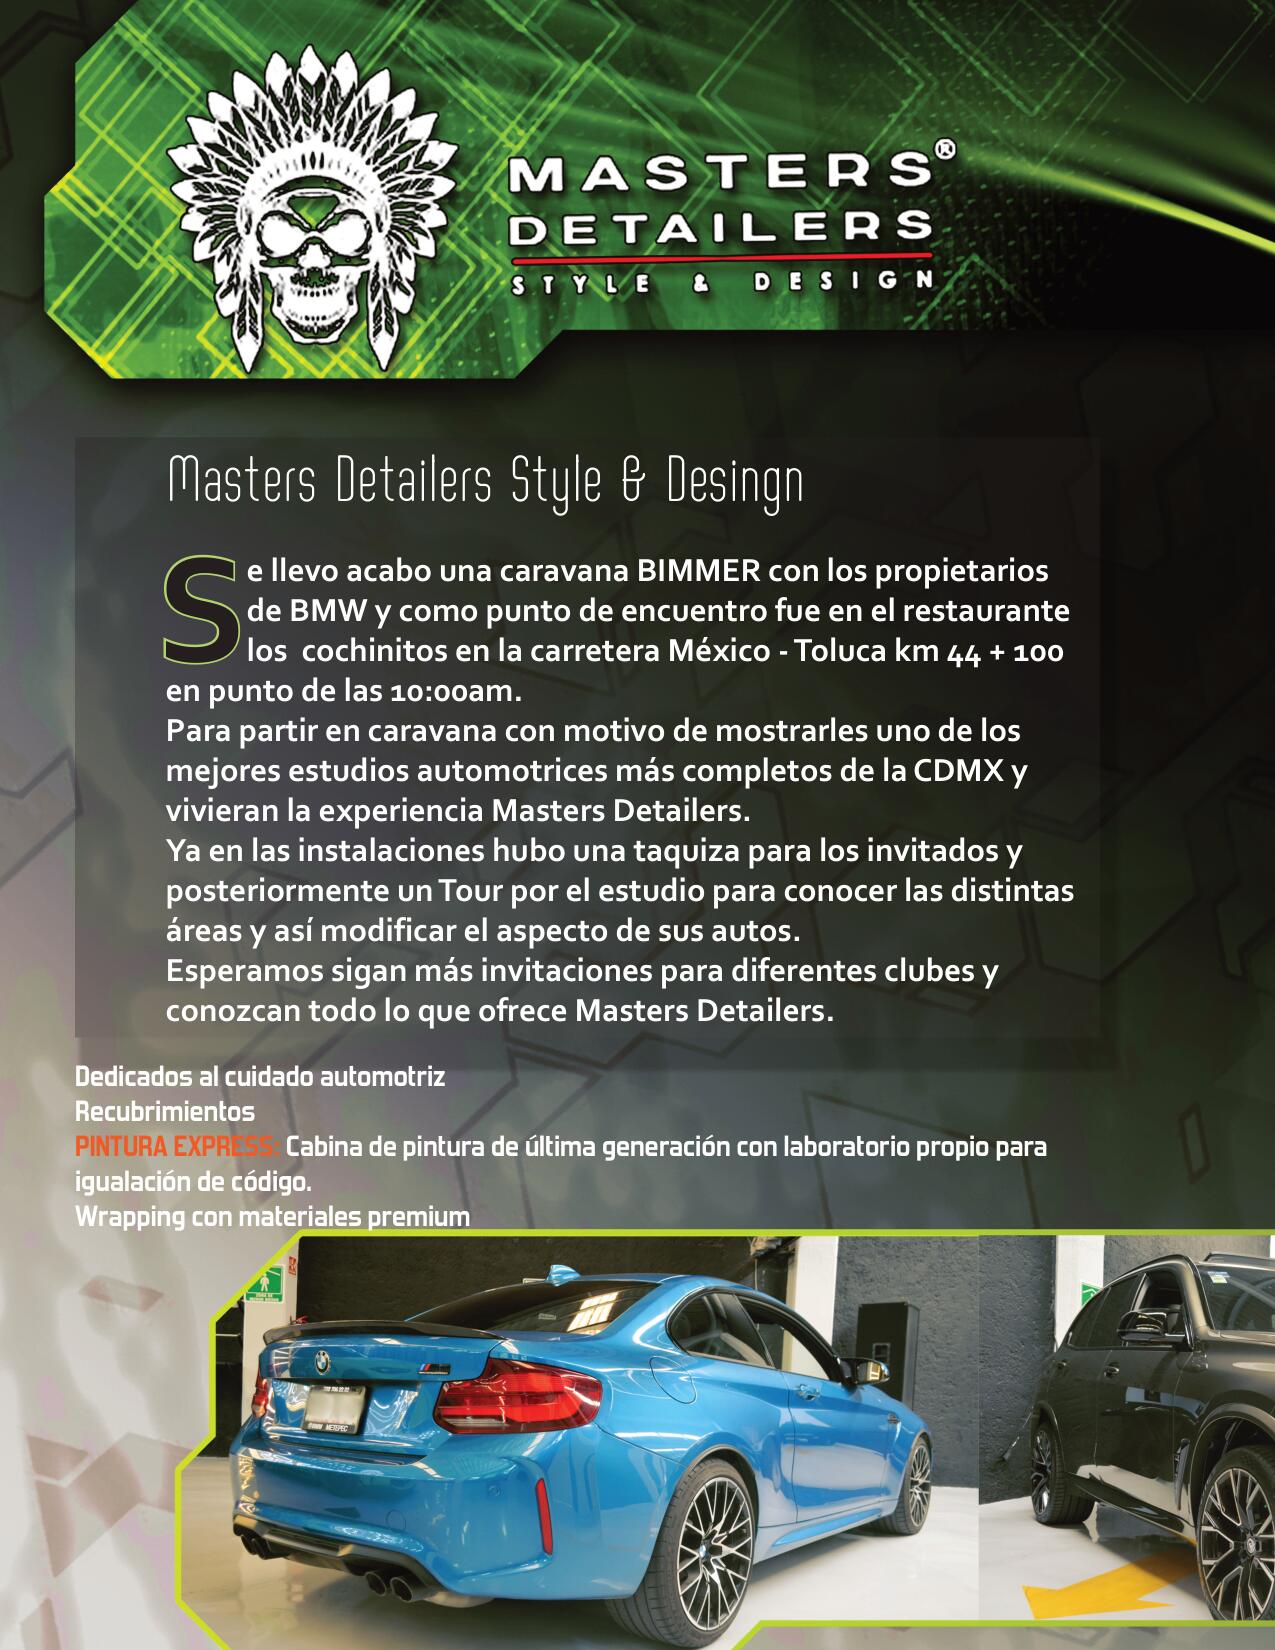 MASTERS®
DETAILERS
STYLE & DESIGN
Masters Detailers Style & Desingn
Se llevo acabo una caravana BIMMER con los propietarios
de BMW y como punto de encuentro fue en el restaurante
los cochinitos en la carretera México - Toluca km 44 + 100
en punto de las 10:00am.
Para partir en caravana con motivo de mostrarles uno de los
mejores estudios automotrices más completos de la CDMX y
vivieran la experiencia Masters Detailers.
Ya en las instalaciones hubo una taquiza para los invitados y
posteriormente un Tour por el estudio para conocer las distintas
áreas y así modificar el aspecto de sus autos.
Esperamos sigan más invitaciones para diferentes clubes y
conozcan todo lo que ofrece Masters Detailers.
Dedicados al cuidado automotriz
Recubrimientos
PINTURA EXPRESS: Cabina de pintura de última generación con laboratorio propio para
igualación de código.
Wrapping con materiales premium
METEPEC